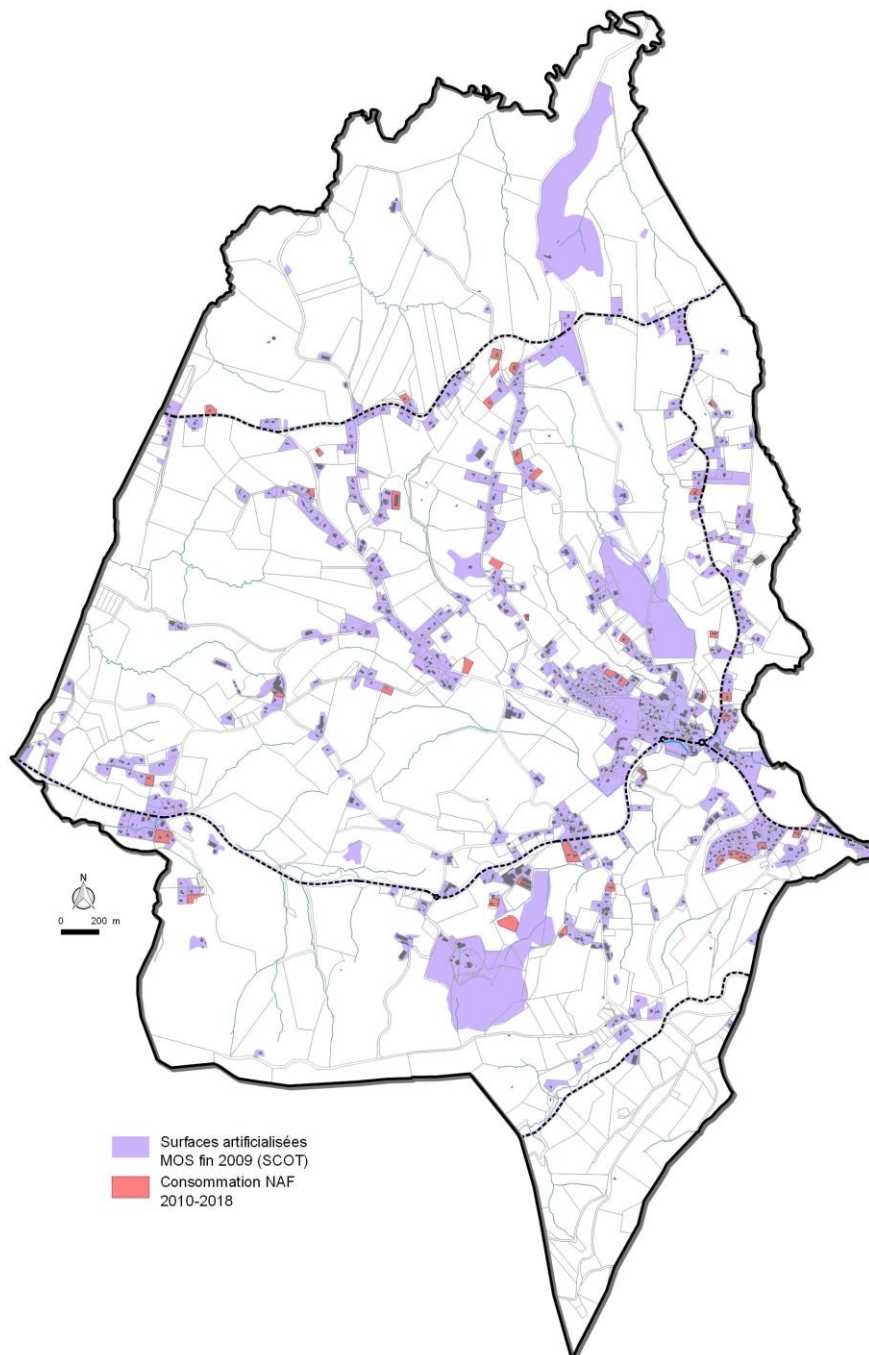 N
0 200 m
Surfaces artificialisées
MOS fin 2009 (SCOT)
Consommation NAF
2010-2018